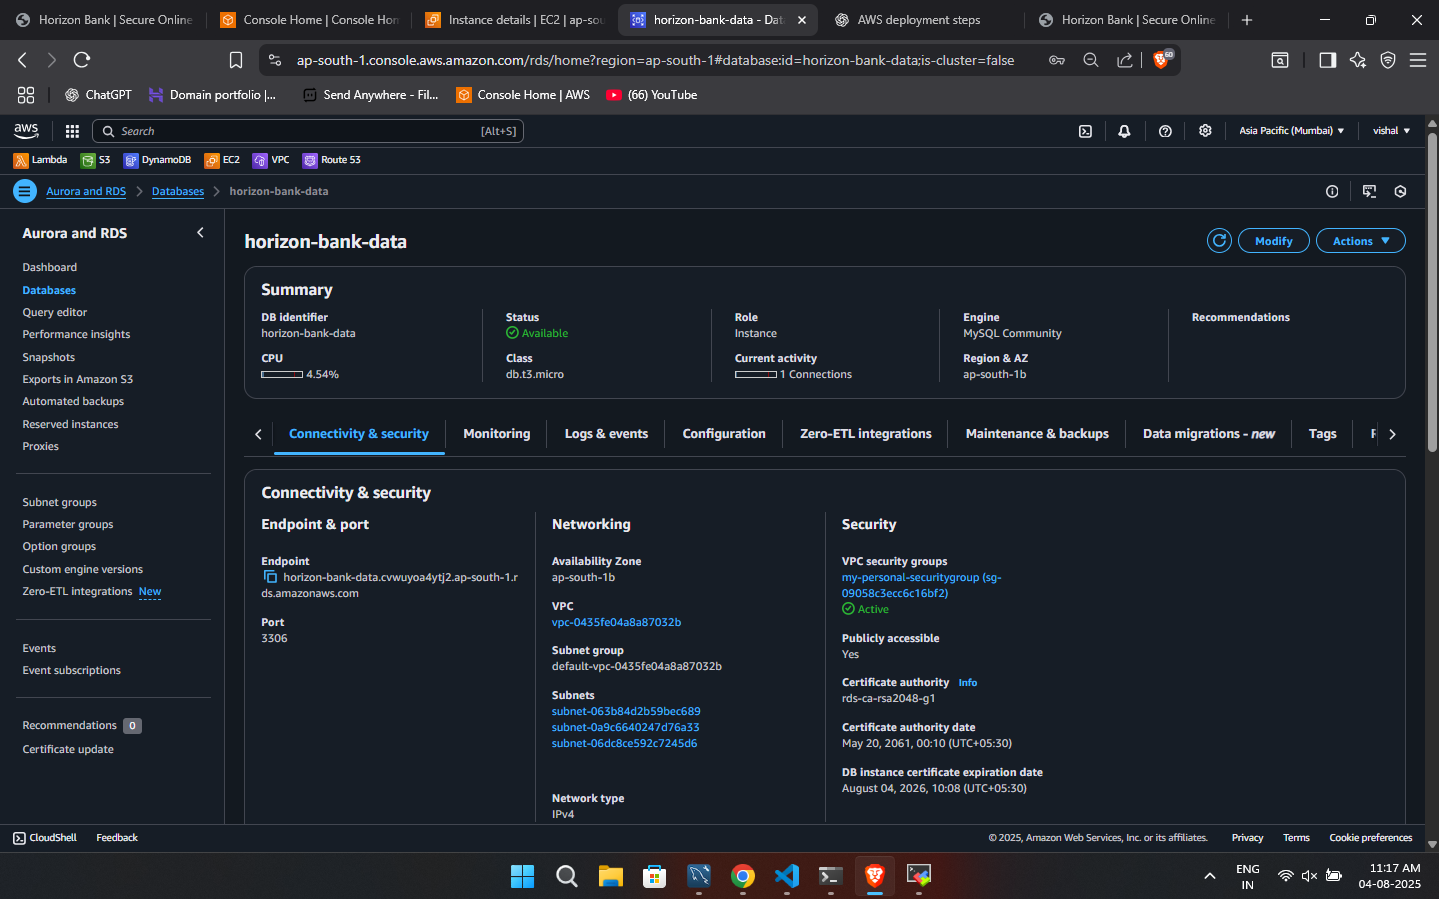 Horizon Bank | Secure Online
Console Home | Console Hom
Instance details | EC2 | ap-sou
horizon-bank-data - Dat
AWS deployment steps
Horizon Bank | Secure Online
ap-south-1.console.aws.amazon.com/rds/home?region=ap-south-1#database:id=horizon-bank-data;is-cluster=false
60
ChatGPT
Domain portfolio |...
Send Anywhere - Fil...
Console Home | AWS
(66) YouTube
aws
Search
[Alt+S]
Asia Pacific (Mumbai)
vishal
Lambda
S3
DynamoDB
EC2
VPC
Route 53
Aurora and RDS
Databases
horizon-bank-data
Aurora and RDS
Dashboard
Databases
Query editor
Performance insights
Snapshots
Exports in Amazon S3
Automated backups
Reserved instances
Proxies
Subnet groups
Parameter groups
Option groups
Custom engine versions
Zero-ETL integrations New
Events
Event subscriptions
Recommendations 0
Certificate update
horizon-bank-data
Modify
Actions
Summary
DB identifier
horizon-bank-data
CPU
4.54%
Status
Available
Class
db.t3.micro
Role
Instance
Current activity
1 Connections
Engine
MySQL Community
Region & AZ
ap-south-1b
Recommendations
Connectivity & security
Monitoring
Logs & events
Configuration
Zero-ETL integrations
Maintenance & backups
Data migrations - new
Tags
Connectivity & security
Endpoint & port
Endpoint
horizon-bank-data.cvwuyoa4ytj2.ap-south-1.r
ds.amazonaws.com
Port
3306
Networking
Availability Zone
ap-south-1b
VPC
vpc-0435fe04a8a87032b
Subnet group
default-vpc-0435fe04a8a87032b
Subnets
subnet-063b84d2b59bec689
subnet-0a9c6640247d76a33
subnet-06dc8ce592c7245d6
Network type
IPv4
Security
VPC security groups
my-personal-securitygroup (sg-
09058c3ecc6c16bf2)
Active
Publicly accessible
Yes
Certificate authority Info
rds-ca-rsa2048-g1
Certificate authority date
May 20, 2061, 00:10 (UTC+05:30)
DB instance certificate expiration date
August 04, 2026, 10:08 (UTC+05:30)
CloudShell
Feedback
© 2025, Amazon Web Services, Inc. or its affiliates.
Privacy
Terms
Cookie preferences
ENG
IN
11:17 AM
04-08-2025